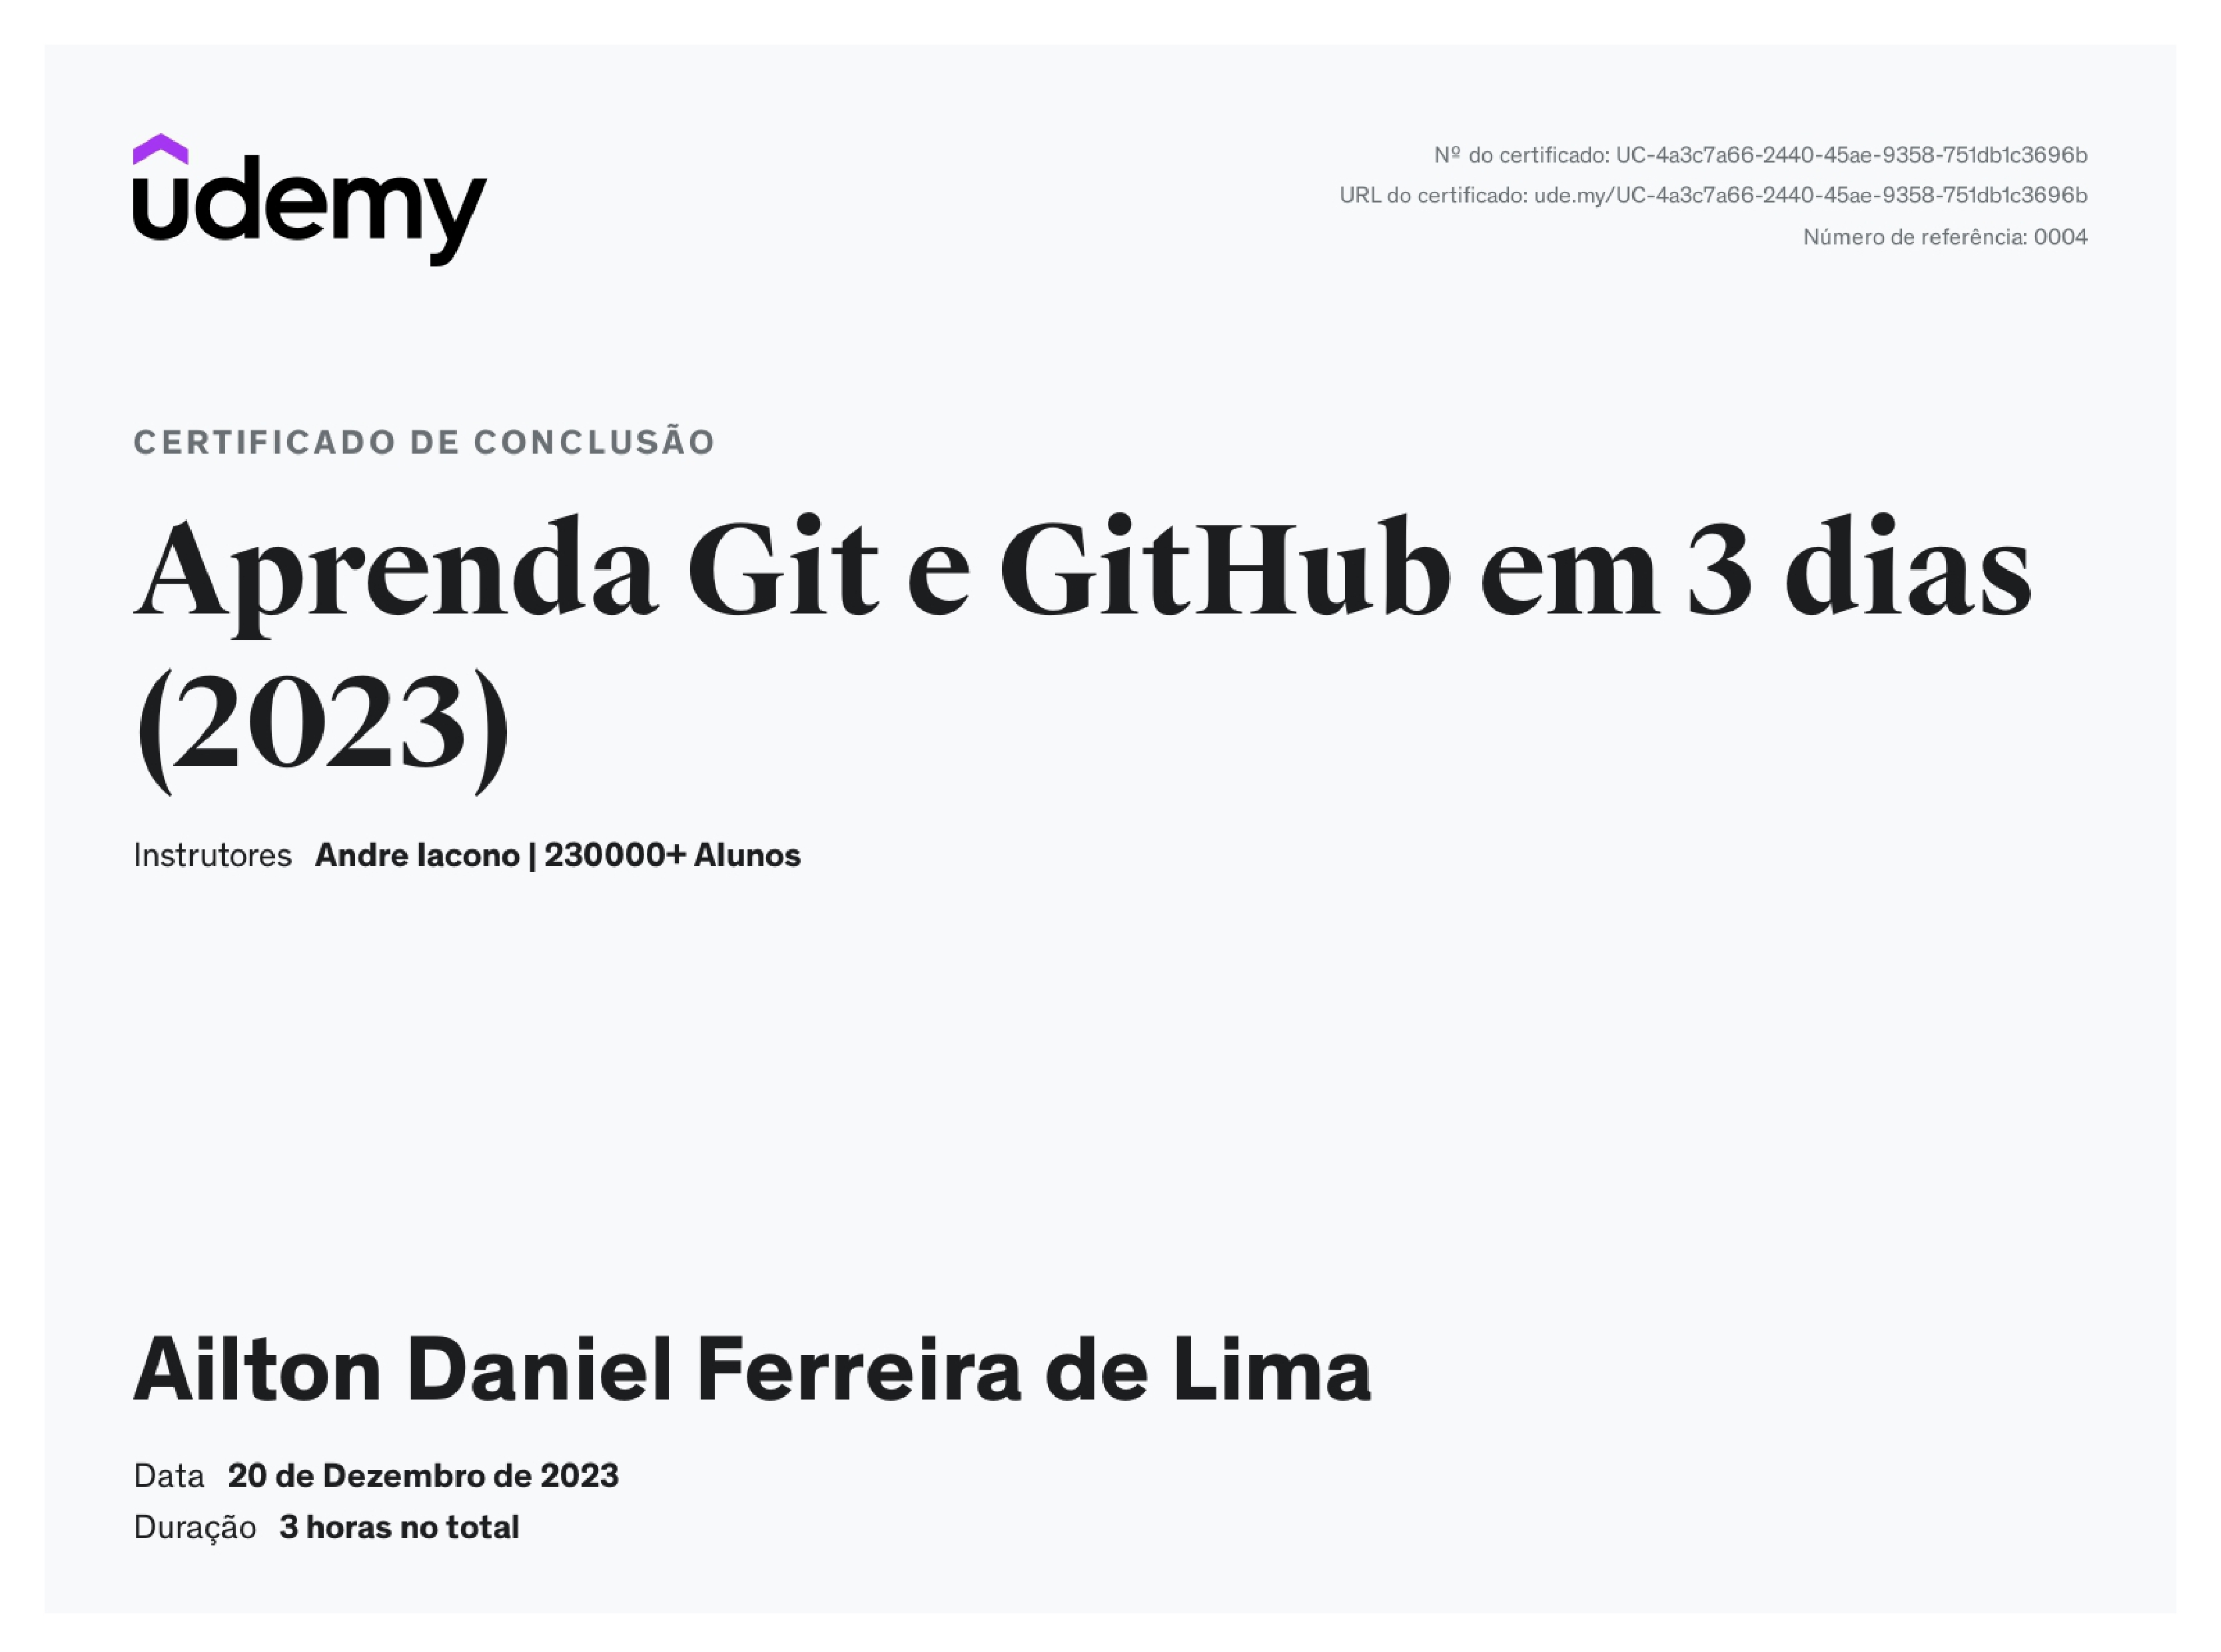 udemy
Nº do certificado: UC-4a3c7a66-2440-45ae-9358-751db1c3696b
URL do certificado: ude.my/UC-4a3c7a66-2440-45ae-9358-751db1c3696b
Número de referência: 0004
CERTIFICADO DE CONCLUSÃO
Aprenda Git e GitHub em 3 dias
(2023)
Instrutores Andre Iacono | 230000+ Alunos
Ailton Daniel Ferreira de Lima
Data 20 de Dezembro de 2023
Duração 3 horas no total